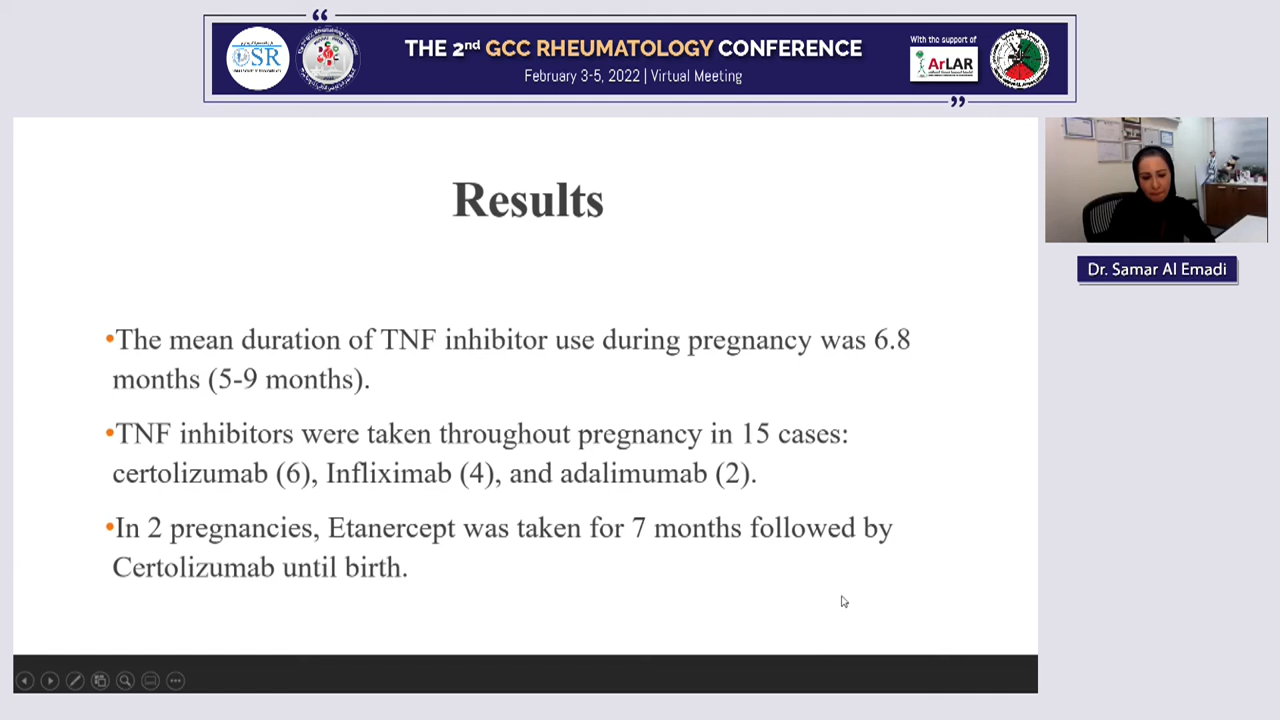 “
THE 2nd GCC RHEUMATOLOGY CONFERENCE
February 3-5, 2022 | Virtual Meeting
SR
With the support of
ArLAR
”
Dr. Samar Al Emadi
Results
•The mean duration of TNF inhibitor use during pregnancy was 6.8
months (5-9 months).
•TNF inhibitors were taken throughout pregnancy in 15 cases:
certolizumab (6), Infliximab (4), and adalimumab (2).
•In 2 pregnancies, Etanercept was taken for 7 months followed by
Certolizumab until birth.